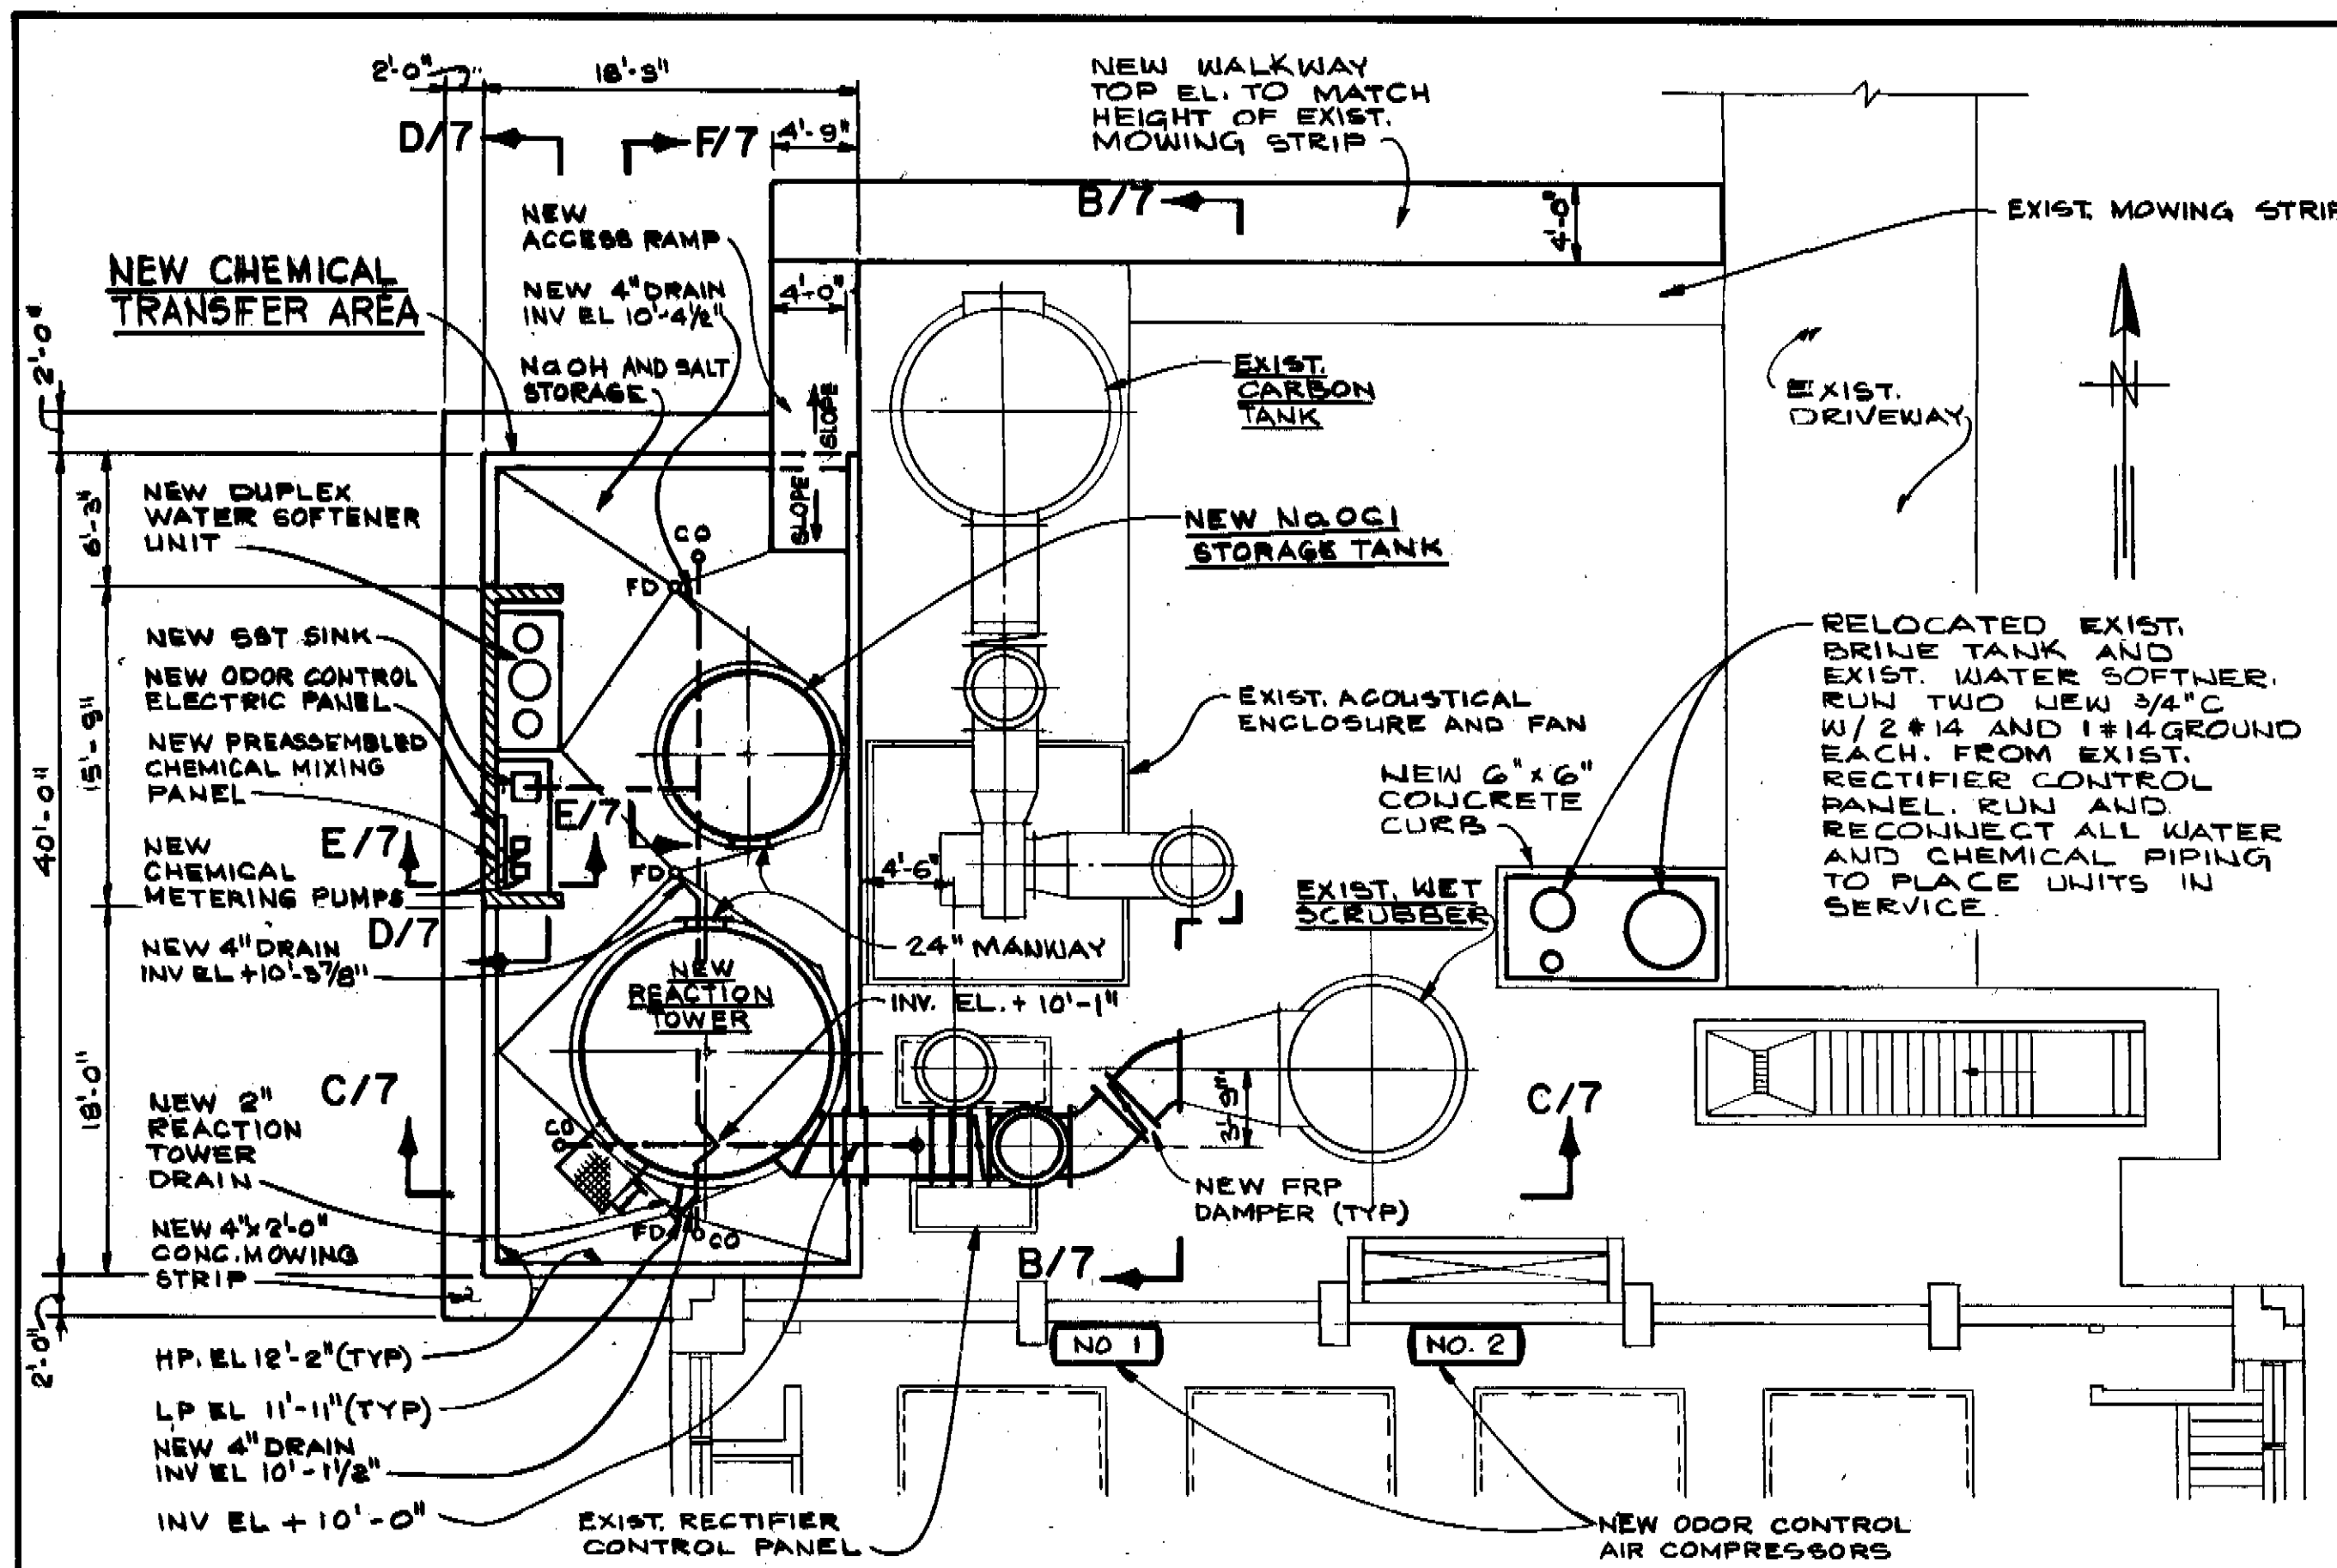 2'-0"
18'-3"
NEW WALKWAY
TOP EL. TO MATCH
HEIGHT OF EXIST.
MOWING STRIP
D/7
F/7
4'-9"
B/7
4'-0"
EXIST. MOWING STRIP
NEW
ACCESS RAMP
NEW CHEMICAL
TRANSFER AREA
NEW 4" DRAIN
INV EL 10'-4 1/2"
4'-0"
NaOH AND SALT
STORAGE
SLOPE
SLOPE
EXIST.
CARBON
TANK
EXIST.
DRIVEWAY
N
2'-0"
6'-3"
15'-9"
40'-0"
18'-0"
2'-0"
NEW DUPLEX
WATER SOFTENER
UNIT
CO
FD
NEW NaOCl
STORAGE TANK
NEW SST SINK
NEW ODOR CONTROL
ELECTRIC PANEL
NEW PREASSEMBLED
CHEMICAL MIXING
PANEL
NEW
CHEMICAL
METERING PUMPS
E/7
E/7
FD
EXIST. ACOUSTICAL
ENCLOSURE AND FAN
NEW 6" x 6"
CONCRETE
CURB
RELOCATED EXIST.
BRINE TANK AND
EXIST. WATER SOFTNER.
RUN TWO NEW 3/4" C
W/ 2 #14 AND 1 #14 GROUND
EACH. FROM EXIST.
RECTIFIER CONTROL
PANEL. RUN AND
RECONNECT ALL WATER
AND CHEMICAL PIPING
TO PLACE UNITS IN
SERVICE.
4'-6"
EXIST. WET
SCRUBBER
D/7
NEW 4" DRAIN
INV EL +10'-3 7/8"
24" MANWAY
NEW
REACTION
TOWER
INV. EL. + 10'-1"
C/7
3'-9"
C/7
NEW 2"
REACTION
TOWER
DRAIN
CO
NEW FRP
DAMPER (TYP)
FD
CO
NEW 4" x 2'-0"
CONC. MOWING
STRIP
B/7
HP. EL 12'-2" (TYP)
NO 1
NO. 2
LP EL 11'-11" (TYP)
NEW 4" DRAIN
INV EL 10'-1 1/2"
INV EL + 10'-0"
EXIST. RECTIFIER
CONTROL PANEL
NEW ODOR CONTROL
AIR COMPRESSORS